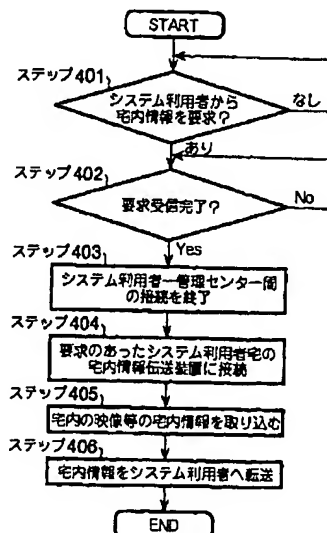 START
ステップ401
システム利用者から
宅内情報を要求?
なし
あり
ステップ402
要求受信完了?
No
Yes
ステップ403
システム利用者ー管理センター間
の接続を終了
ステップ404
要求のあったシステム利用者宅の
宅内情報伝送装置に接続
ステップ405
宅内の映像等の宅内情報を取り込む
ステップ406
宅内情報をシステム利用者へ転送
END